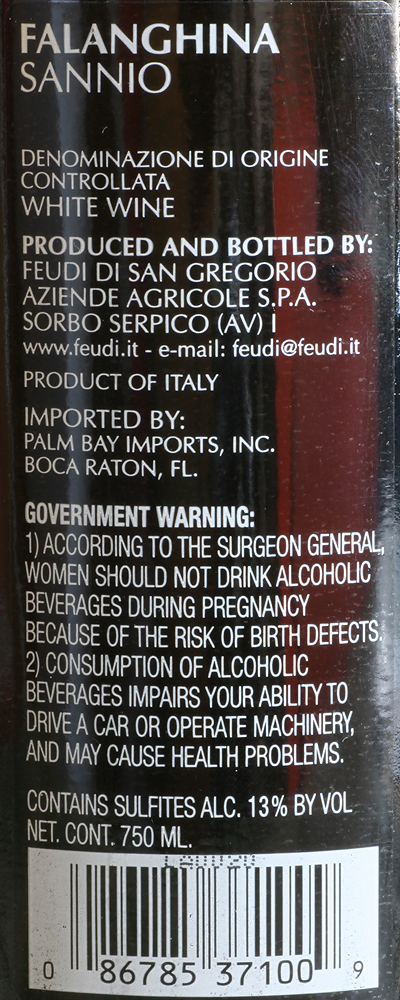 FALANGHINA
SANNIO
DENOMINAZIONE DI ORIGINE
CONTROLLATA
WHITE WINE
PRODUCED AND BOTTLED BY:
FEUDI DI SAN GREGORIO
AZIENDE AGRICOLE S.P.A.
SORBO SERPICO (AV) I
www.feudi.it - e-mail: feudi@feudi.it
PRODUCT OF ITALY
IMPORTED BY:
PALM BAY IMPORTS, INC.
BOCA RATON, FL.
GOVERNMENT WARNING:
1) ACCORDING TO THE SURGEON GENERAL,
WOMEN SHOULD NOT DRINK ALCOHOLIC
BEVERAGES DURING PREGNANCY
BECAUSE OF THE RISK OF BIRTH DEFECTS.
2) CONSUMPTION OF ALCOHOLIC
BEVERAGES IMPAIRS YOUR ABILITY TO
DRIVE A CAR OR OPERATE MACHINERY,
AND MAY CAUSE HEALTH PROBLEMS.
CONTAINS SULFITES ALC. 13% BY VOL
NET. CONT. 750 ML.
0 86785 37100 9